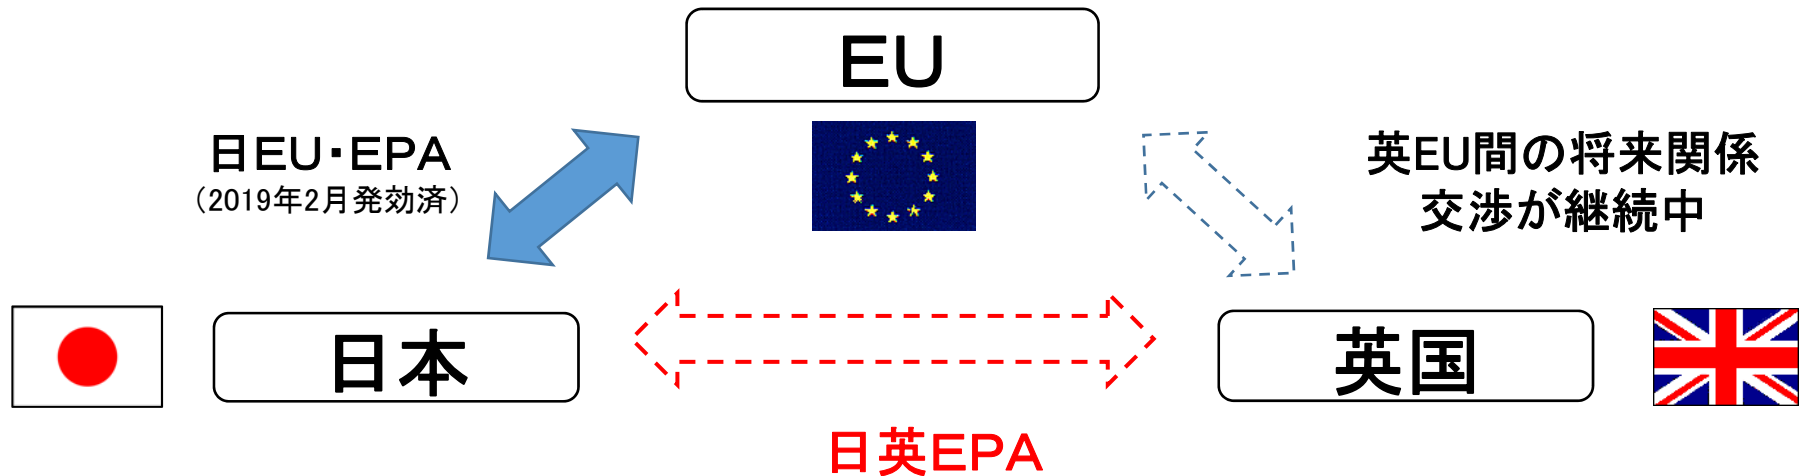 ＥＵ
日ＥＵ・ＥＰＡ
（2019年2月発効済）
英EU間の将来関係
交渉が継続中
日本
英国
日英ＥＰＡ